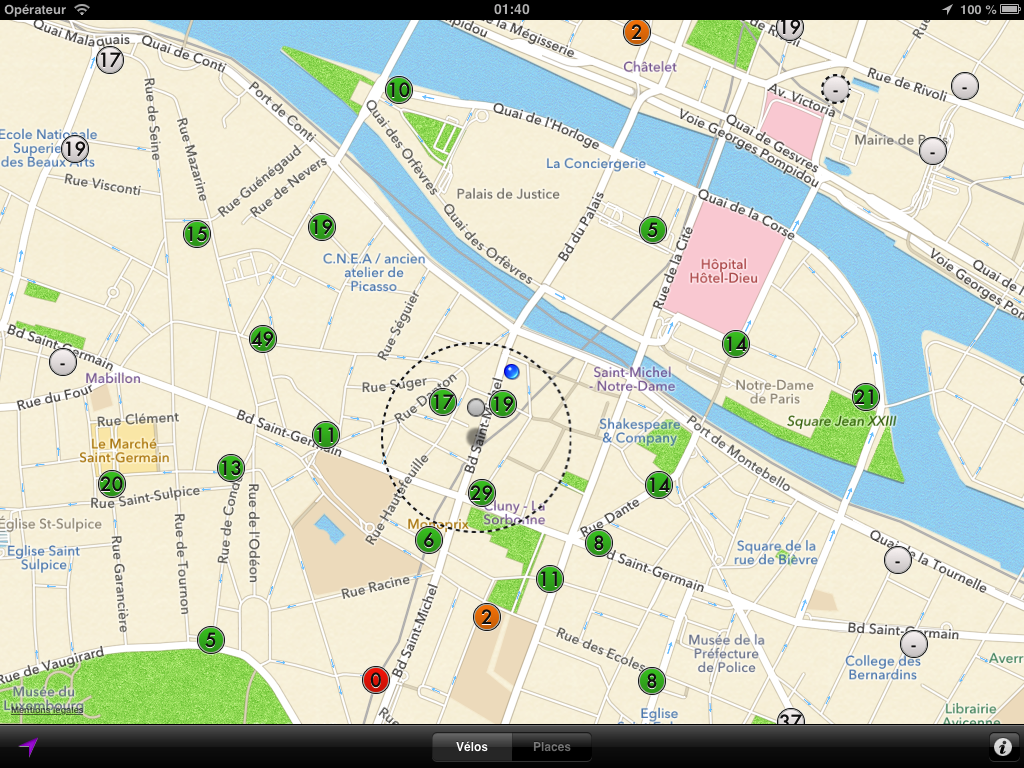 Opérateur
01:40
100 %
Quai Malaquais
Quai de Conti
la Mégisserie
2
19
Châtelet
17
Rue de Rivoli
10
-
-
Av. Victoria
Port de Conti
Quai de l'Horloge
Voie Georges Pompidou
Quai de Gesvres
Rue de Seine
Rue Mazarine
Quai des Orfèvres
Ecole Nationale
Superie
des Beaux Arts
19
La Conciergerie
Mairie de Paris
-
Rue Guénégaud
Rue de Nevers
Rue Visconti
Palais de Justice
Quai de la Corse
15
19
Quai des Orfèvres
Bd du Palais
5
Rue de la Cite
Voie Georges Pon
Quai de l
C.N.E.A / ancien
atelier de
Picasso
Hôpital
Hôtel-Dieu
Rue Séguier
Bd Saint-Germain
49
14
-
Mabillon
Rue du Four
Rue Suger
Rue Danton
17
19
Bd Saint-Michel
Saint-Michel
- Notre-Dame
Notre-Dame
de Paris
21
Square Jean XXIII
Rue Clément
Le Marché
Saint-Germain
Bd Saint-Germain
11
Shakespeare
& Company
Port de Montebello
13
20
Rue Saint-Sulpice
Rue de Cond
Rue de l'Odéon
Rue Hautefeuille
29
14
Cluny - La
Sorbonne
Rue Dante
Eglise St-Sulpice
Eglise Saint
Sulpice
Rue Garancière
Rue de Tournon
Monoprix
6
8
Bd Saint-Germain
Square de la
rue de Bièvre
Quai de la Tournelle
-
11
Rue Racine
2
Bd Saint-Michel
Rue des Ecoles
Bd Saint-Germain
-
5
Musée de la
Préfecture
de Police
College des
Bernardins
Averr
Rue de Vaugirard
0
8
Musée du
Luxembourg
Mentions légales
Rue
Eglise
37
Librairie
Avicenne
Vélos
Places
i